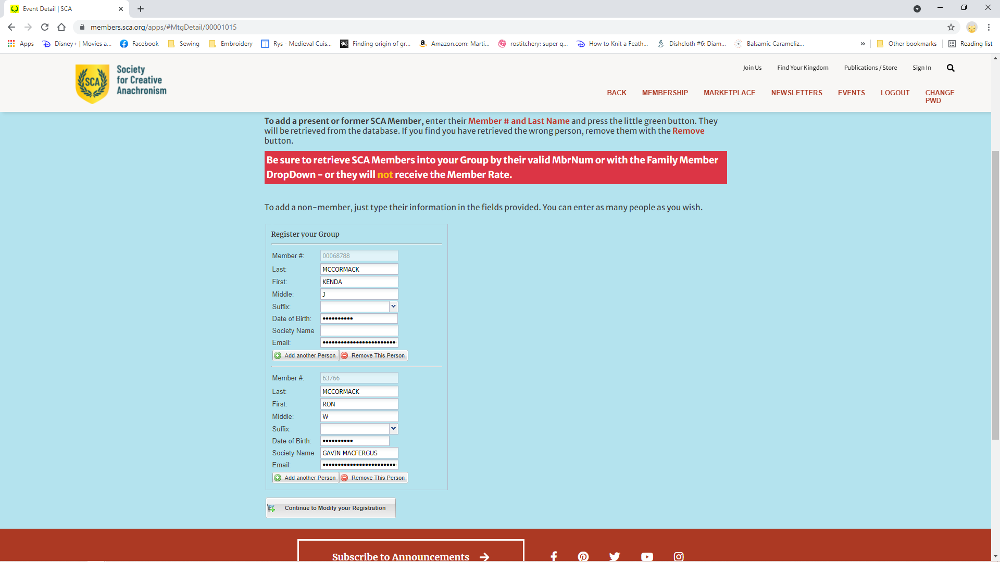 Event Detail | SCA
members.sca.org/apps/#MtgDetail/00001015
Apps Disney+ | Movies a... Facebook Sewing Embroidery Rys - Medieval Cuis... Finding origin of gr... Amazon.com: Marti... rostitchery: super q... How to Knit a Feath... Dishcloth #6: Diam... Balsamic Carameliz... » Other bookmarks Reading list
SCA
Society
for Creative
Anachronism
Join Us Find Your Kingdom Publications / Store Sign In
BACK MEMBERSHIP MARKETPLACE NEWSLETTERS EVENTS LOGOUT CHANGE
PWD
To add a present or former SCA Member, enter their Member # and Last Name and press the little green button. They
will be retrieved from the database. If you find you have retrieved the wrong person, remove them with the Remove
button.
Be sure to retrieve SCA Members into your Group by their valid MbrNum or with the Family Member
DropDown - or they will not receive the Member Rate.
To add a non-member, just type their information in the fields provided. You can enter as many people as you wish.
Register your Group
Member #: 00068788
Last: MCCORMACK
First: KENDA
Middle: J
Suffix:
Date of Birth: ••••••••••
Society Name
Email: ••••••••••••••••••••••••
Add another Person Remove This Person
Member #: 63766
Last: MCCORMACK
First: RON
Middle: W
Suffix:
Date of Birth: ••••••••••
Society Name GAVIN MACFERGUS
Email: ••••••••••••••••••••••••
Add another Person Remove This Person
Continue to Modify your Registration
Subscribe to Announcements